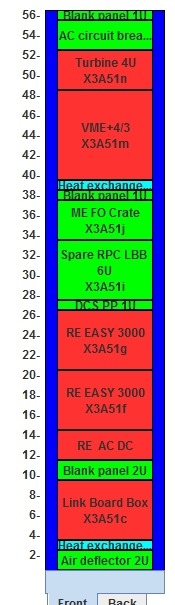 56-
Blank panel 1U
54-
AC circuit brea...
52-
Turbine 4U
50-
X3A51n
48-
46-
VME+4/3
44-
X3A51m
42-
40-
Heat exchange...
38-
Blank panel 1U
36-
ME FO Crate
X3A51j
34-
32-
Spare RPC LBB
6U
30-
X3A51i
28-
DCS PP 1U
26-
24-
RE EASY 3000
X3A51g
22-
20-
RE EASY 3000
18-
X3A51f
16-
14-
RE AC DC
12-
10-
Blank panel 2U
8-
Link Board Box
6-
X3A51c
4-
Heat exchange...
2-
Air deflector 2U
Front
Back